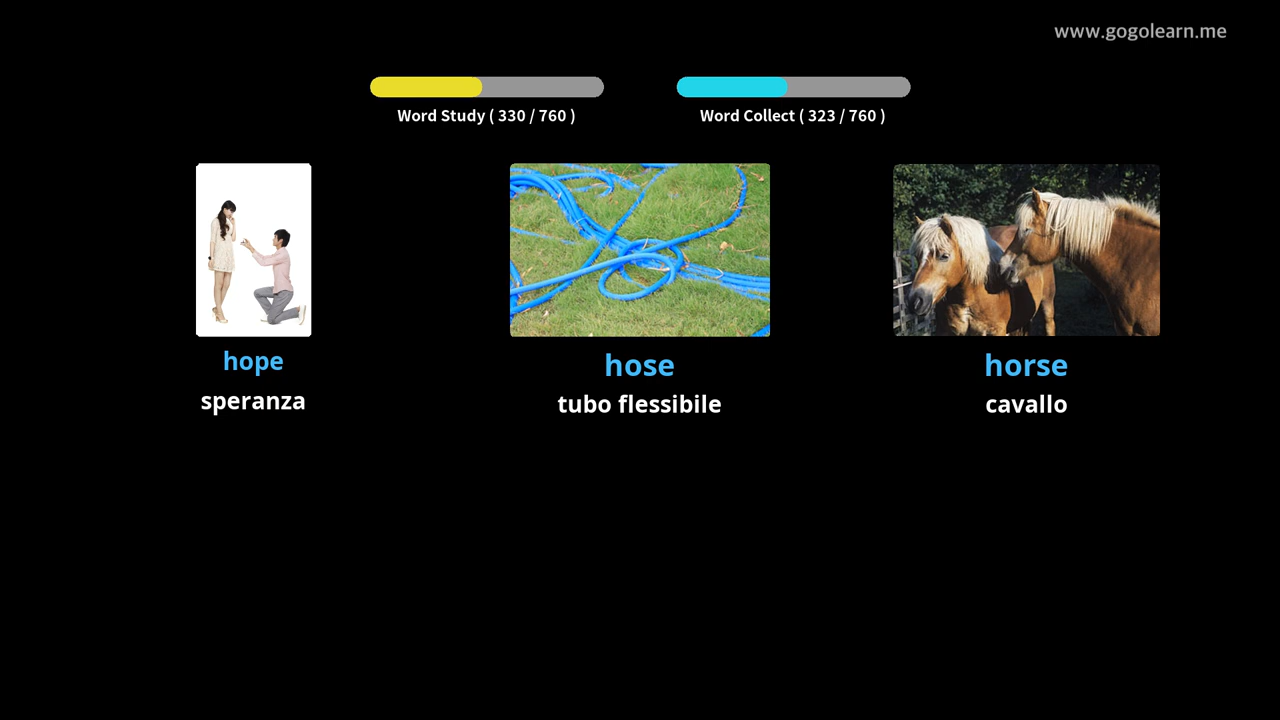 www.gogolearn.me
Word Study ( 330 / 760 )
Word Collect ( 323 / 760 )
hope
speranza
hose
tubo flessibile
horse
cavallo